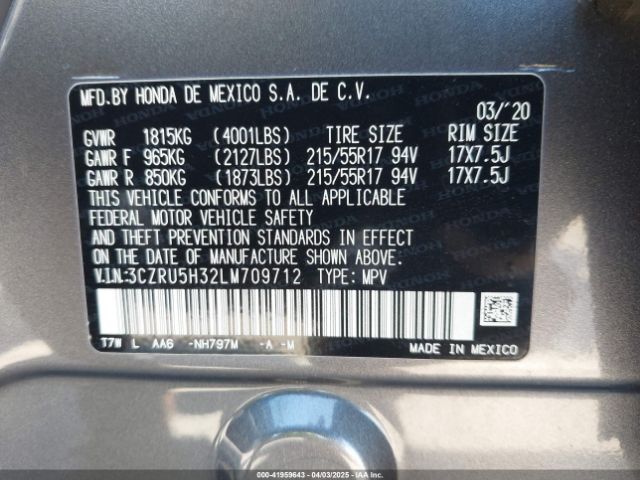 MFD.BY HONDA DE MEXICO S.A. DE C.V.
03/'20
GVWR 1815KG (4001LBS) TIRE SIZE RIM SIZE
GAWR F 965KG (2127LBS) 215/55R17 94V 17X7.5J
GAWR R 850KG (1873LBS) 215/55R17 94V 17X7.5J
THIS VEHICLE CONFORMS TO ALL APPLICABLE
FEDERAL MOTOR VEHICLE SAFETY
AND THEFT PREVENTION STANDARDS IN EFFECT
ON THE DATE OF MANUFACTURE SHOWN ABOVE.
V.I.N.:3CZRU5H32LM709712 TYPE: MPV
T7W L AA6 -NH797M -A -M
MADE IN MEXICO
000-41959643 - 04/03/2025 - IAAI.com